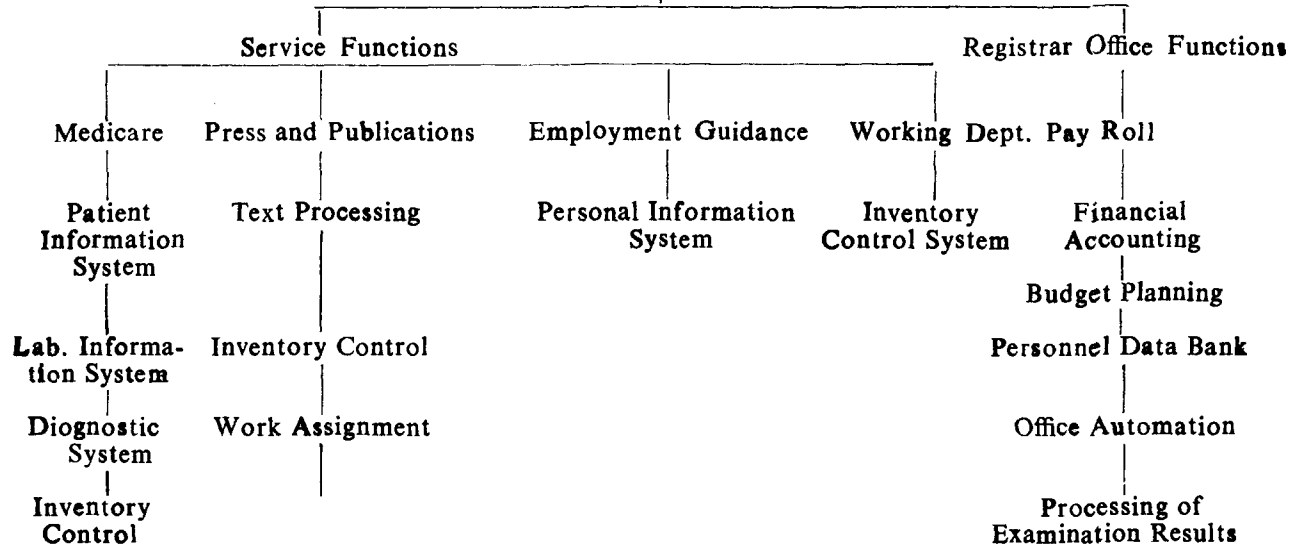 Service Functions Registrar Office Functions
Medicare Press and Publications Employment Guidance Working Dept. Pay Roll
Patient Text Processing Personal Information Inventory Financial
Information System Control System Accounting
System
Budget Planning
Lab. Informa- Inventory Control Personnel Data Bank
tion System
Diognostic Work Assignment Office Automation
System
Inventory Processing of
Control Examination Results